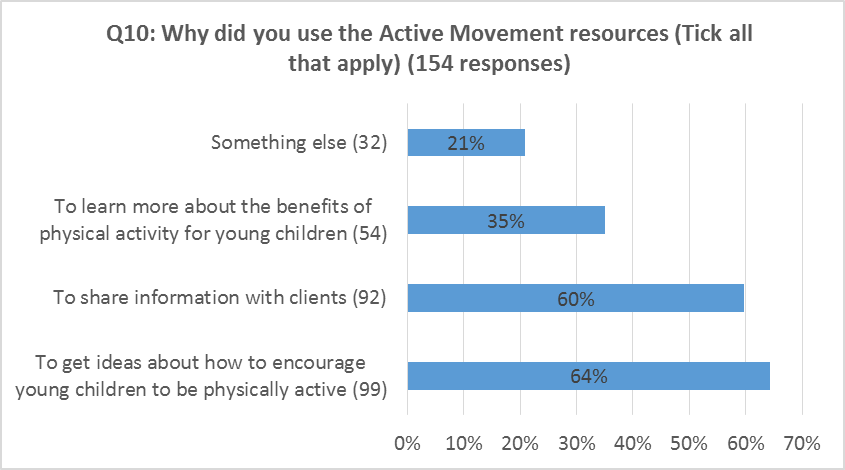 Q10: Why did you use the Active Movement resources (Tick all
that apply) (154 responses)
Something else (32)
21%
To learn more about the benefits of
physical activity for young children (54)
35%
To share information with clients (92)
60%
To get ideas about how to encourage
young children to be physically active (99)
64%
0% 10% 20% 30% 40% 50% 60% 70%